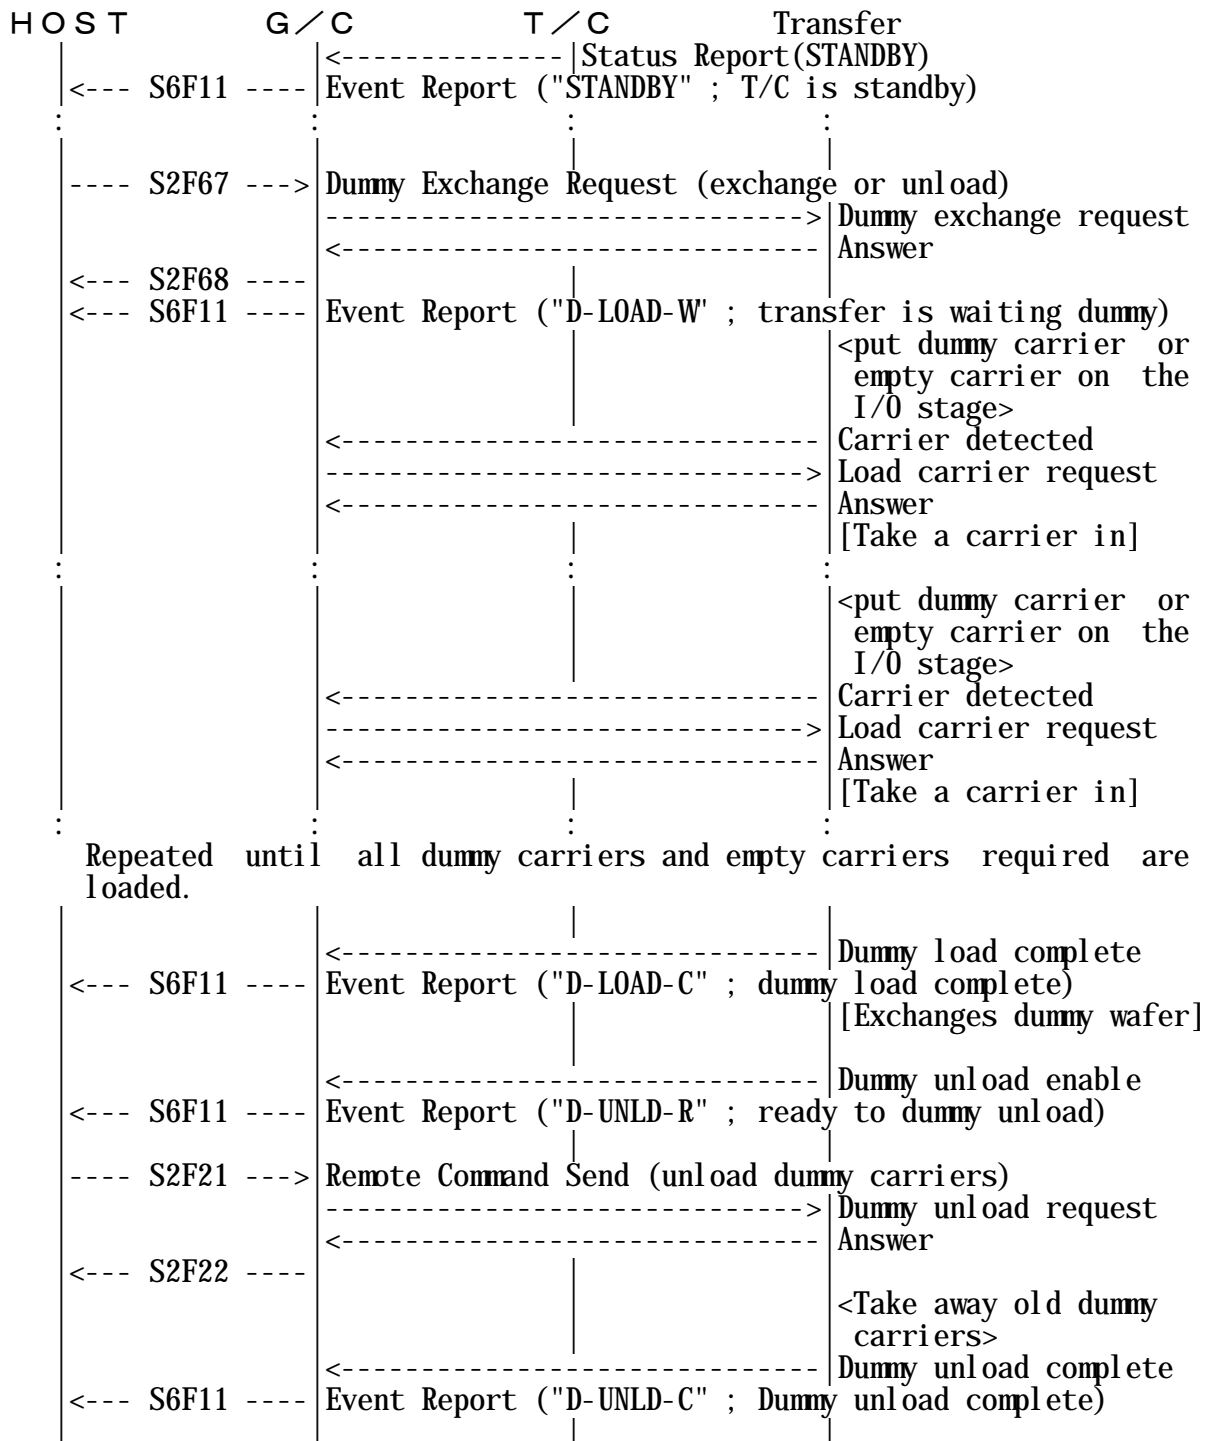 ＨＯＳＴ Ｇ／Ｃ Ｔ／Ｃ Transfer
|<--------------|Status Report(STANDBY)
|<--- S6F11 ----|Event Report ("STANDBY" ; T/C is standby)
: : : :
|---- S2F67 --->|Dummy Exchange Request (exchange or unload)
|------------------------------>|Dummy exchange request
|<------------------------------|Answer
|<--- S2F68 ----|
|<--- S6F11 ----|Event Report ("D-LOAD-W" ; transfer is waiting dummy)
<put dummy carrier or
empty carrier on the
I/O stage>
|<------------------------------|Carrier detected
|------------------------------>|Load carrier request
|<------------------------------|Answer
[Take a carrier in]
: : : :
<put dummy carrier or
empty carrier on the
I/O stage>
|<------------------------------|Carrier detected
|------------------------------>|Load carrier request
|<------------------------------|Answer
[Take a carrier in]
: : : :
Repeated until all dummy carriers and empty carriers required are
loaded.
|<------------------------------|Dummy load complete
|<--- S6F11 ----|Event Report ("D-LOAD-C" ; dummy load complete)
[Exchanges dummy wafer]
|<------------------------------|Dummy unload enable
|<--- S6F11 ----|Event Report ("D-UNLD-R" ; ready to dummy unload)
|---- S2F21 --->|Remote Command Send (unload dummy carriers)
|------------------------------>|Dummy unload request
|<------------------------------|Answer
|<--- S2F22 ----|
<Take away old dummy
carriers>
|<------------------------------|Dummy unload complete
|<--- S6F11 ----|Event Report ("D-UNLD-C" ; Dummy unload complete)